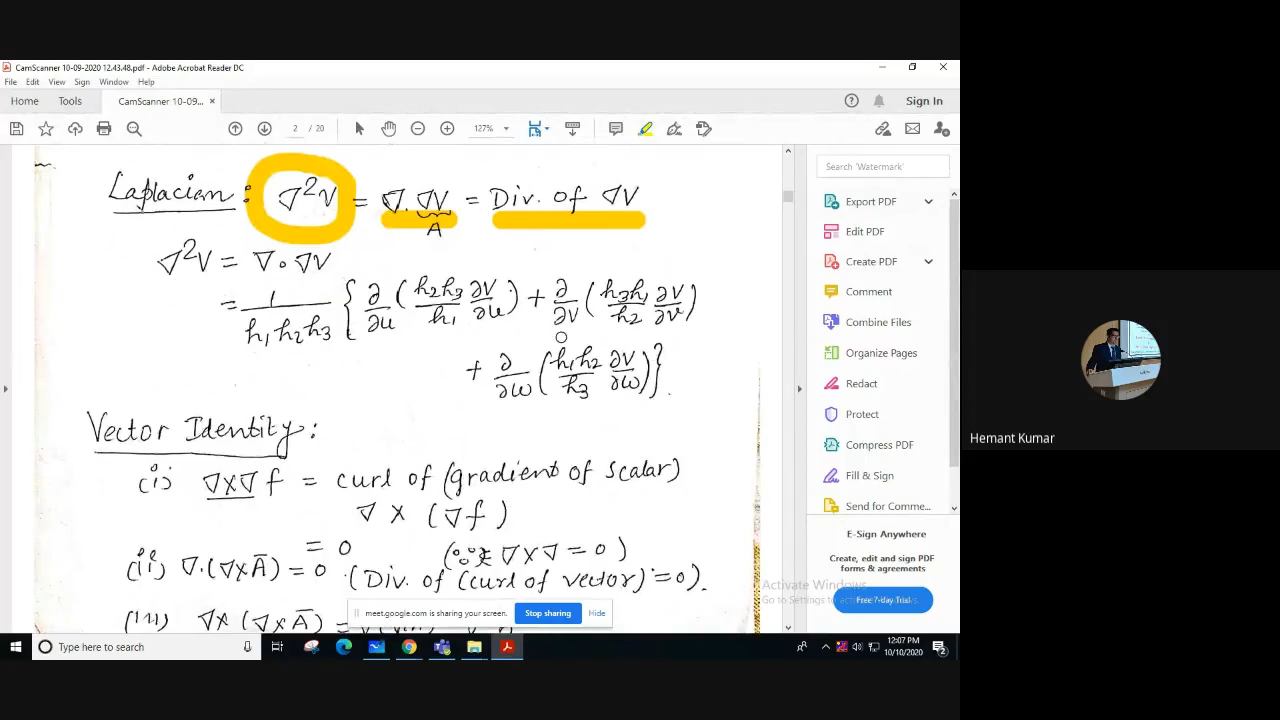 CamScanner 10-09-2020 12.43.48.pdf - Adobe Acrobat Reader DC
File Edit View Sign Window Help
Home Tools CamScanner 10-09... × Sign In
2 / 20 127%
Laplacian: ∇²V = ∇.∇V = Div. of ∇V
A
∇²V = ∇.∇V
= 1/(h1h2h3) { ∂/∂u (h2h3/h1 ∂V/∂u) + ∂/∂v (h3h1/h2 ∂V/∂v)
+ ∂/∂w (h1h2/h3 ∂V/∂w)}.
Vector Identity:
(i) ∇×∇f = curl of (gradient of scalar)
∇ × (∇f)
= 0 (∵ ∇×∇ = 0)
(ii) ∇.(∇×Ā) = 0 (Div. of (curl of vector) = 0).
(iii) ∇×(∇×Ā) =
Search 'Watermark'
Export PDF
Edit PDF
Create PDF
Comment
Combine Files
Organize Pages
Redact
Protect
Compress PDF
Fill & Sign
Send for Comme...
E-Sign Anywhere
Create, edit and sign PDF
forms & agreements
Free 7-day Trial
Activate Windows
meet.google.com is sharing your screen. Stop sharing Hide
Type here to search
12:07 PM
10/10/2020
2
Hemant Kumar